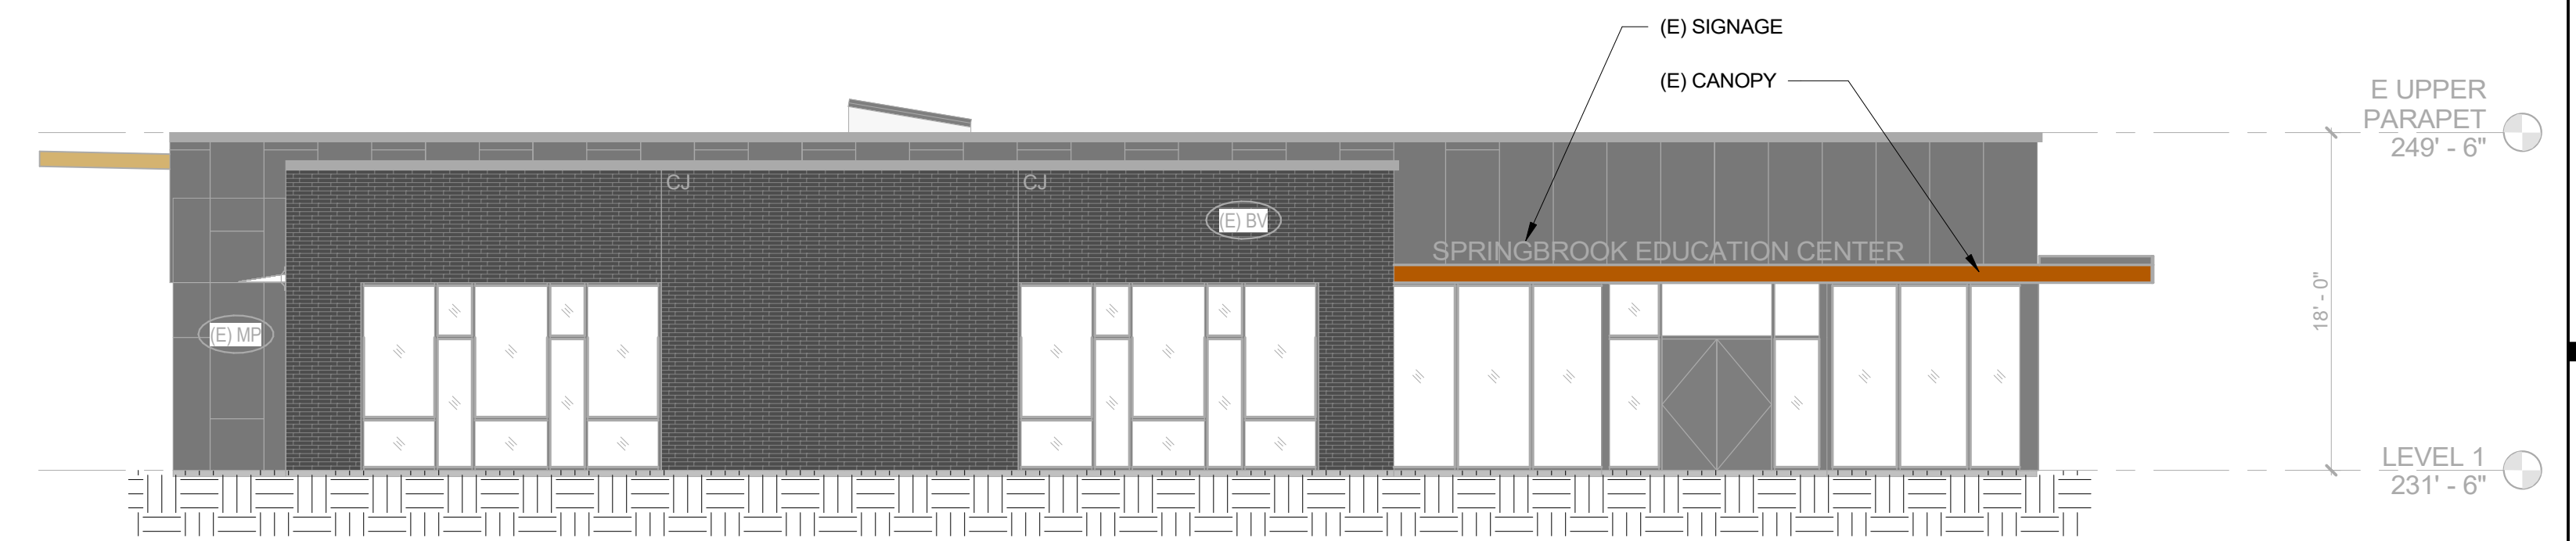 (E) SIGNAGE
(E) CANOPY
E UPPER
PARAPET
249' - 6"
CJ
CJ
(E) BV
SPRINGBROOK EDUCATION CENTER
(E) MP
18' - 0"
LEVEL 1
231' - 6"